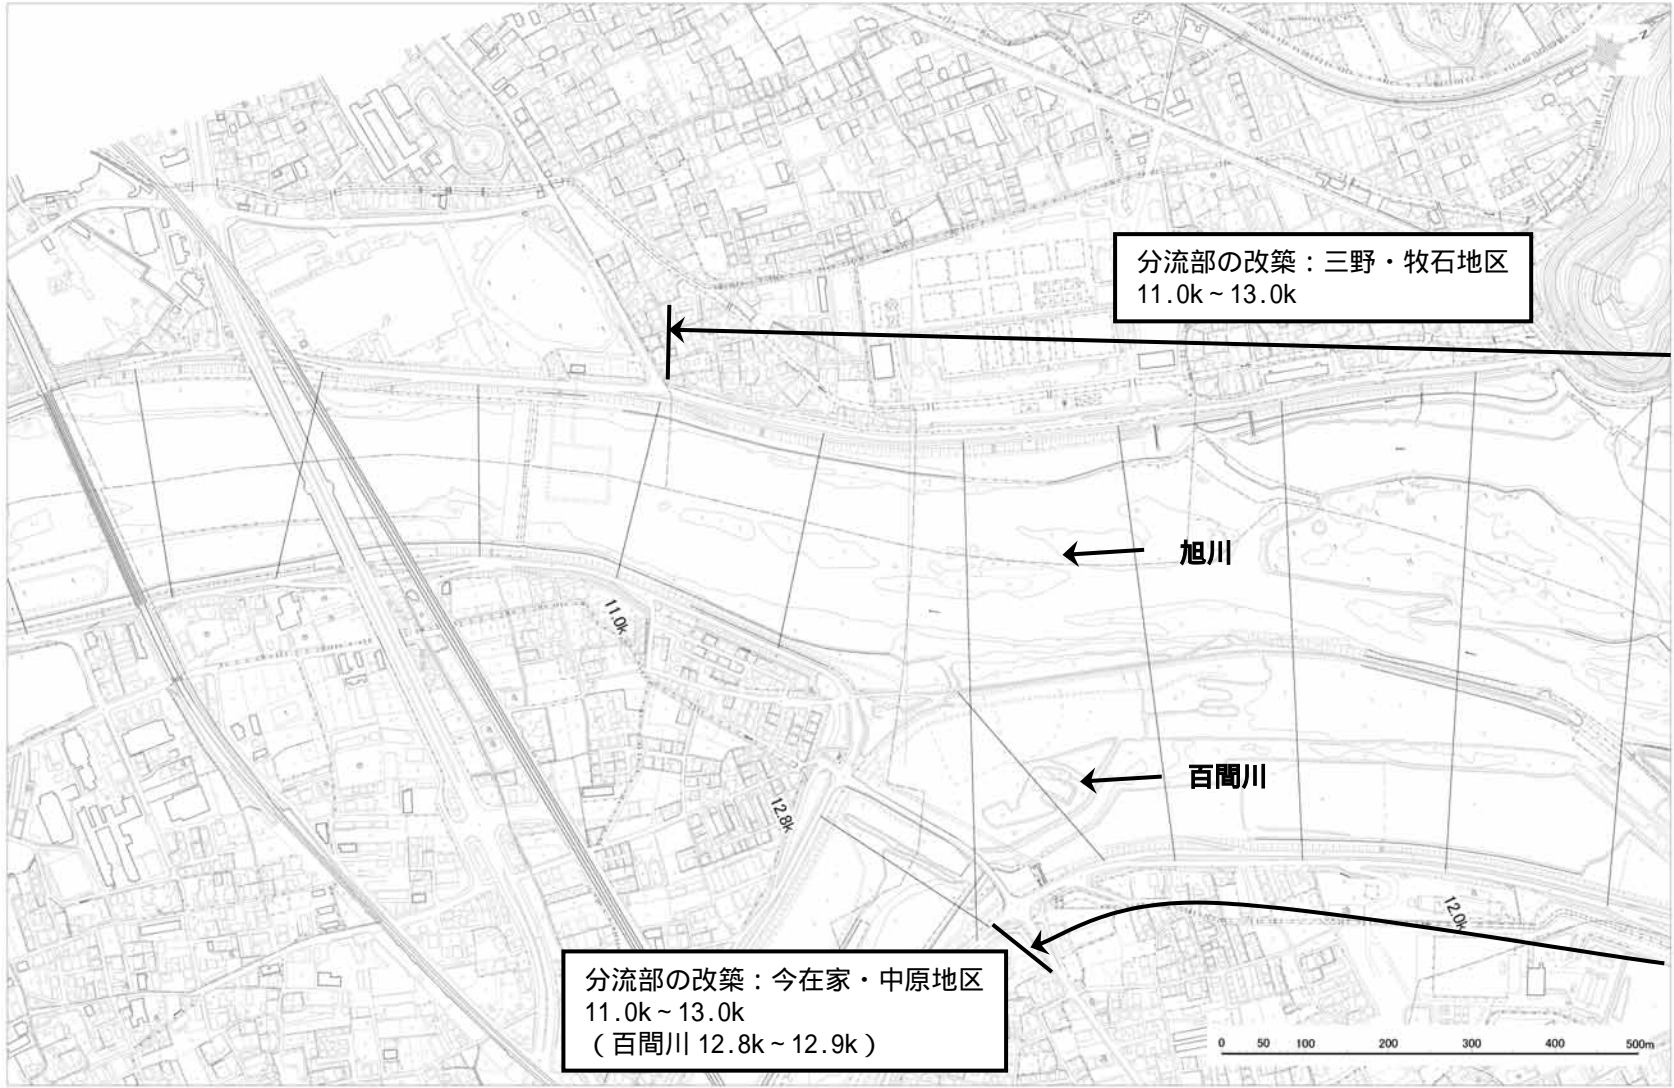 N
分流部の改築：三野・牧石地区
11.0k～13.0k
旭川
11.0k
百間川
12.8k
12.0k
分流部の改築：今在家・中原地区
11.0k～13.0k
（百間川 12.8k～12.9k）
0 50 100 200 300 400 500m